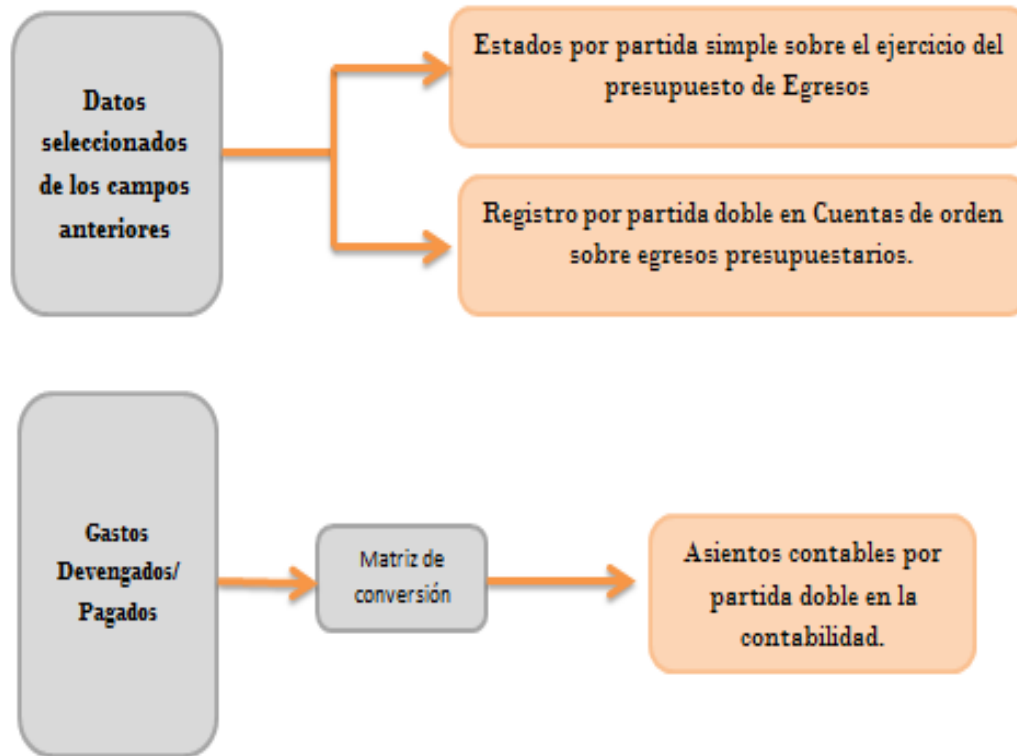 Datos
seleccionados
de los campos
anteriores
Estados por partida simple sobre el ejercicio del
presupuesto de Egresos
Registro por partida doble en Cuentas de orden
sobre egresos presupuestarios.
Gastos
Devengados/
Pagados
Matriz de
conversión
Asientos contables por
partida doble en la
contabilidad.